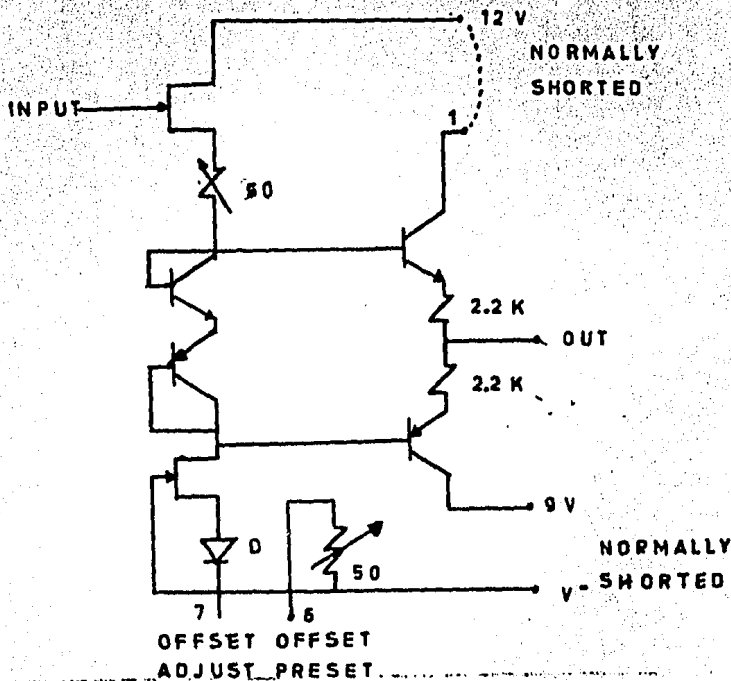 12 V
NORMALLY
SHORTED
INPUT
1
60
2.2 K
OUT
2.2 K
9 V
D
50
NORMALLY
V- SHORTED
7 6
OFFSET OFFSET
ADJUST PRESET